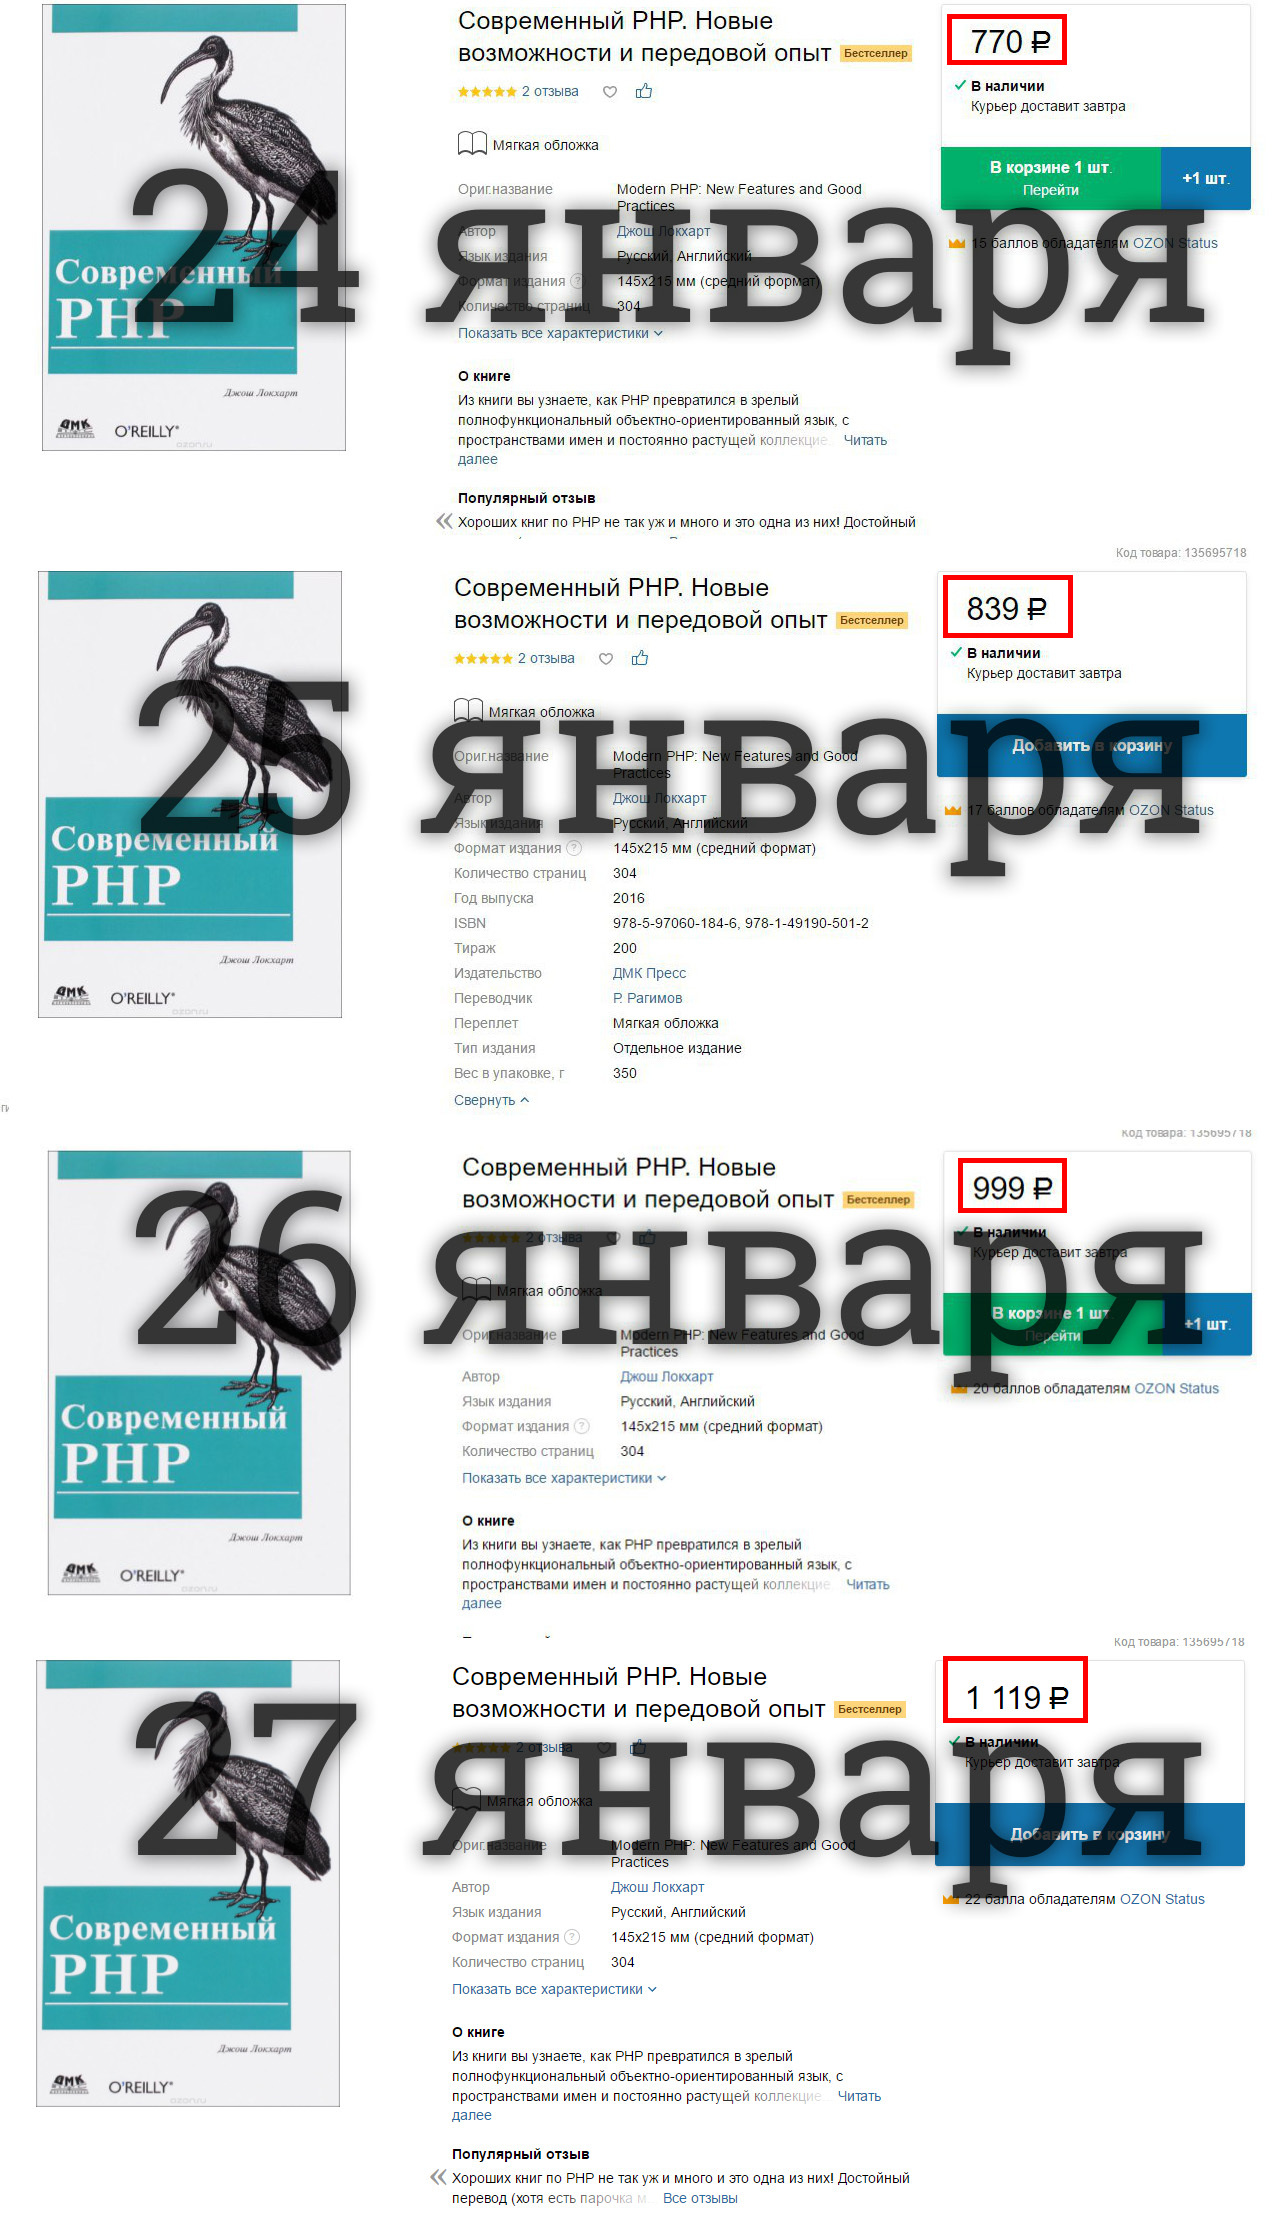 Современный PHP. Новые
возможности и передовой опыт Бестселлер
2 отзыва
770 ₽
В наличии
Курьер доставит завтра
Мягкая обложка
В корзине 1 шт.
Перейти
+1 шт.
Ориг.название Modern PHP: New Features and Good
Practices
Автор Джош Локхарт
15 баллов обладателям OZON Status
Язык издания Русский, Английский
Формат издания ? 145x215 мм (средний формат)
Количество страниц 304
Показать все характеристики
24 января
Современный
PHP
Джош Локхарт
ДМК
O'REILLY®
ozon.ru
О книге
Из книги вы узнаете, как PHP превратился в зрелый
полнофункциональный объектно-ориентированный язык, с
пространствами имен и постоянно растущей коллекцие... Читать
далее
Популярный отзыв
« Хороших книг по PHP не так уж и много и это одна из них! Достойный
Код товара: 135695718
Современный PHP. Новые
возможности и передовой опыт Бестселлер
2 отзыва
839 ₽
В наличии
Курьер доставит завтра
Мягкая обложка
Добавить в корзину
Ориг.название Modern PHP: New Features and Good
Practices
Автор Джош Локхарт
17 баллов обладателям OZON Status
Язык издания Русский, Английский
Формат издания ? 145x215 мм (средний формат)
Количество страниц 304
Год выпуска 2016
ISBN 978-5-97060-184-6, 978-1-49190-501-2
Тираж 200
Издательство ДМК Пресс
Переводчик Р. Рагимов
Переплет Мягкая обложка
Тип издания Отдельное издание
Вес в упаковке, г 350
Свернуть
25 января
Современный
PHP
Джош Локхарт
ДМК
O'REILLY®
ozon.ru
ги
Код товара: 135695718
Современный PHP. Новые
возможности и передовой опыт Бестселлер
2 отзыва
999 ₽
В наличии
Курьер доставит завтра
Мягкая обложка
В корзине 1 шт.
Перейти
+1 шт.
Ориг.название Modern PHP: New Features and Good
Practices
Автор Джош Локхарт
20 баллов обладателям OZON Status
Язык издания Русский, Английский
Формат издания ? 145x215 мм (средний формат)
Количество страниц 304
Показать все характеристики
26 января
Современный
PHP
Джош Локхарт
ДМК
O'REILLY®
ozon.ru
О книге
Из книги вы узнаете, как PHP превратился в зрелый
полнофункциональный объектно-ориентированный язык, с
пространствами имен и постоянно растущей коллекцие... Читать
далее
Код товара: 135695718
Современный PHP. Новые
возможности и передовой опыт Бестселлер
2 отзыва
1 119 ₽
В наличии
Курьер доставит завтра
Мягкая обложка
Добавить в корзину
Ориг.название Modern PHP: New Features and Good
Practices
Автор Джош Локхарт
22 балла обладателям OZON Status
Язык издания Русский, Английский
Формат издания ? 145x215 мм (средний формат)
Количество страниц 304
Показать все характеристики
27 января
Современный
PHP
Джош Локхарт
ДМК
O'REILLY®
ozon.ru
О книге
Из книги вы узнаете, как PHP превратился в зрелый
полнофункциональный объектно-ориентированный язык, с
пространствами имен и постоянно растущей коллекцие... Читать
далее
Популярный отзыв
« Хороших книг по PHP не так уж и много и это одна из них! Достойный
перевод (хотя есть парочка м... Все отзывы